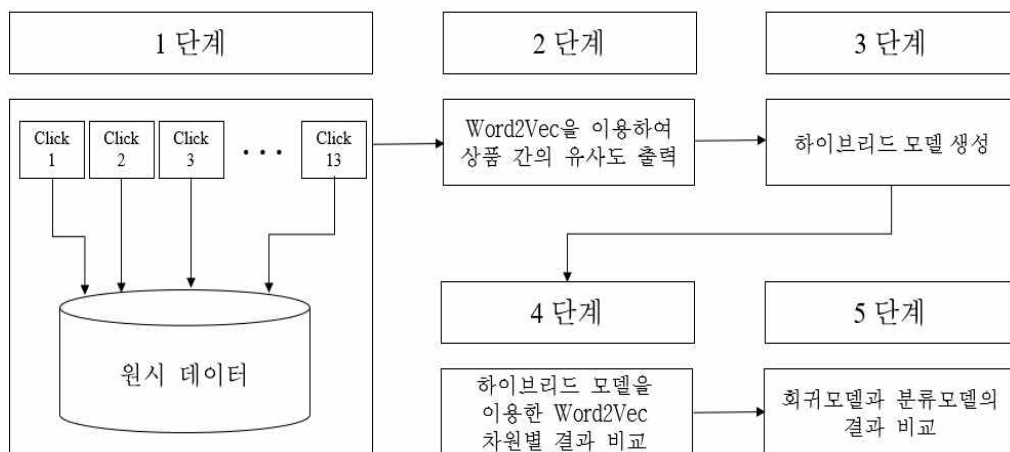 1 단계
2 단계
3 단계
Click
1
Click
2
Click
3
• • •
Click
13
원시 데이터
Word2Vec을 이용하여
상품 간의 유사도 출력
하이브리드 모델 생성
4 단계
5 단계
하이브리드 모델을
이용한 Word2Vec
차원별 결과 비교
회귀모델과 분류모델의
결과 비교